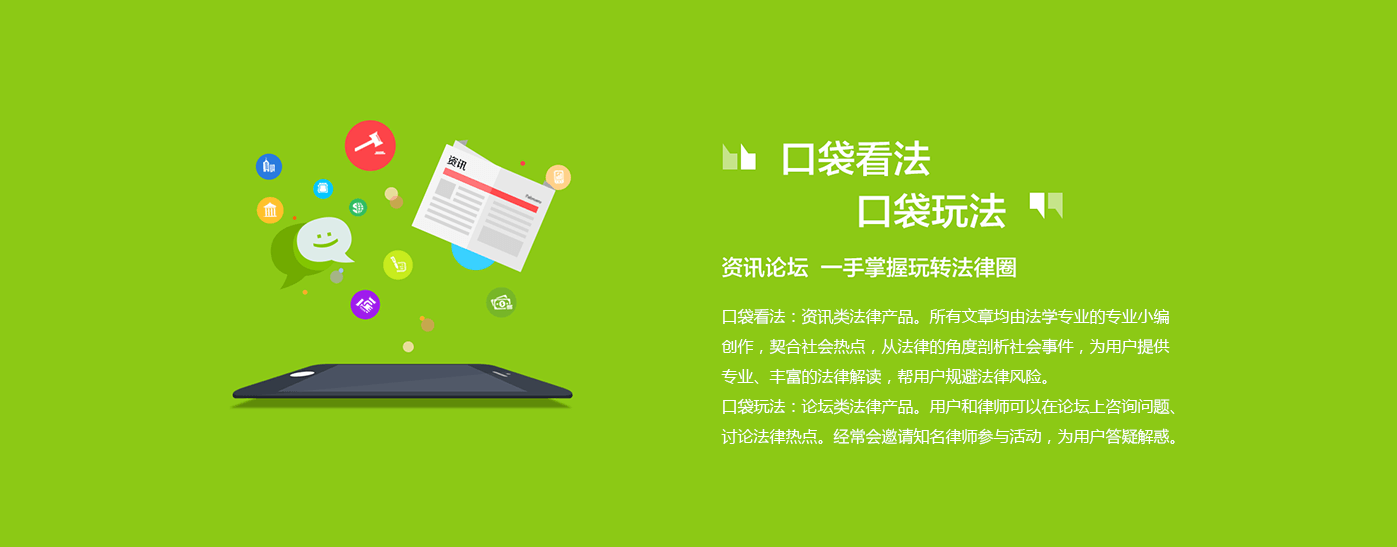 资讯
口袋看法
口袋玩法
资讯论坛 一手掌握玩转法律圈
口袋看法：资讯类法律产品。所有文章均由法学专业的专业小编
创作，契合社会热点，从法律的角度剖析社会事件，为用户提供
专业、丰富的法律解读，帮用户规避法律风险。
口袋玩法：论坛类法律产品。用户和律师可以在论坛上咨询问题、
讨论法律热点。经常会邀请知名律师参与活动，为用户答疑解惑。